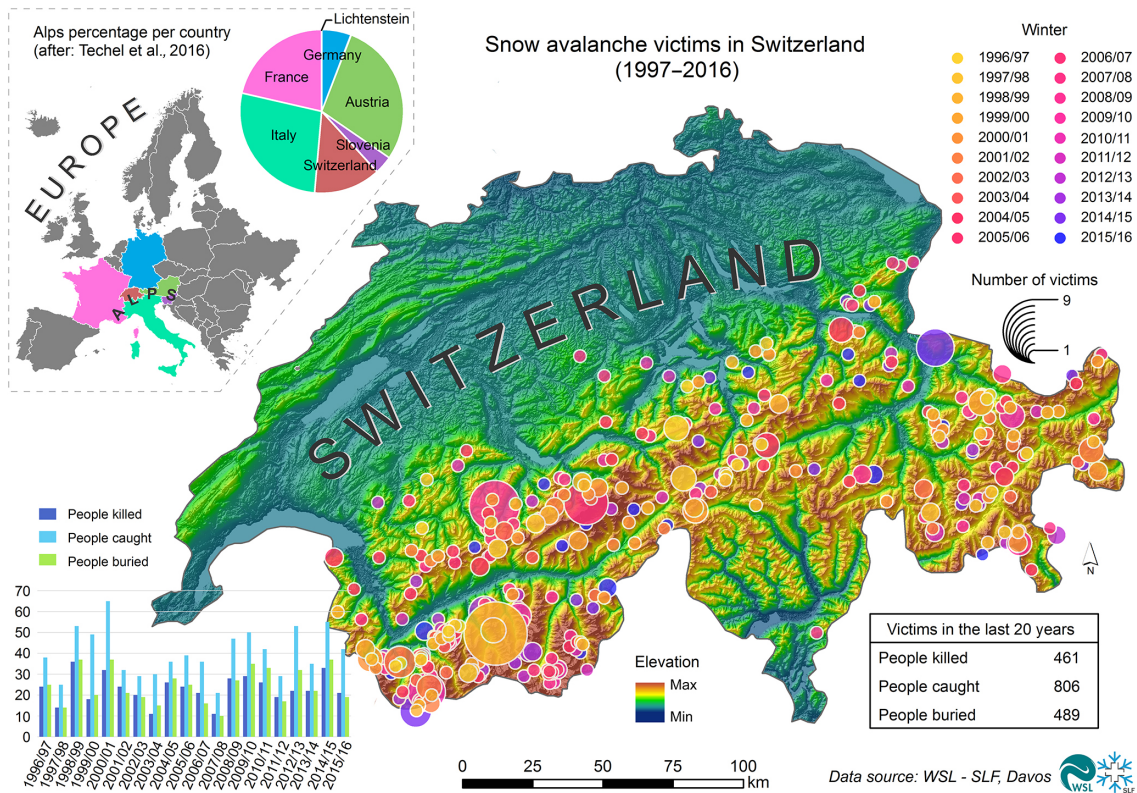 Alps percentage per country
(after: Techel et al., 2016)
Lichtenstein
Germany
France
Austria
Italy
Slovenia
Switzerland
EUROPE
ALPS
Snow avalanche victims in Switzerland
(1997–2016)
Winter
1996/97
1997/98
1998/99
1999/00
2000/01
2001/02
2002/03
2003/04
2004/05
2005/06
2006/07
2007/08
2008/09
2009/10
2010/11
2011/12
2012/13
2013/14
2014/15
2015/16
Number of victims
9
1
SWITZERLAND
N
People killed
People caught
People buried
70
60
50
40
30
20
10
0
1996/97
1997/98
1998/99
1999/00
2000/01
2001/02
2002/03
2003/04
2004/05
2005/06
2006/07
2007/08
2008/09
2009/10
2010/11
2011/12
2012/13
2013/14
2014/15
2015/16
Elevation
Max
Min
Victims in the last 20 years
People killed 461
People caught 806
People buried 489
0 25 50 75 100
km
Data source: WSL - SLF, Davos
WSL
SLF